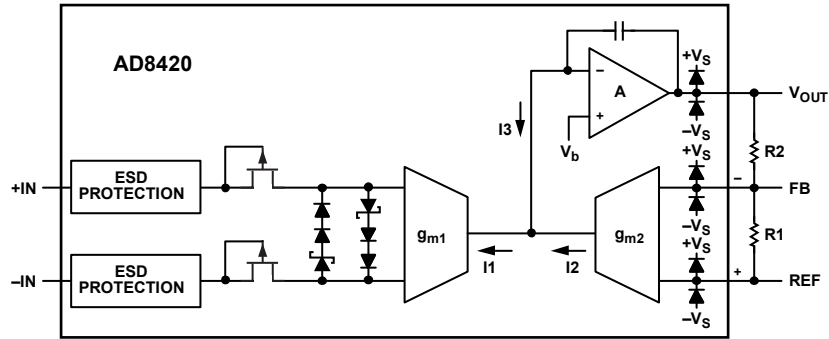 AD8420
+VS
A
VOUT
−VS
I3
Vb
+VS
R2
ESD PROTECTION
+IN
FB
−VS
gm1
gm2
+VS
R1
I1
I2
ESD PROTECTION
−IN
REF
−VS